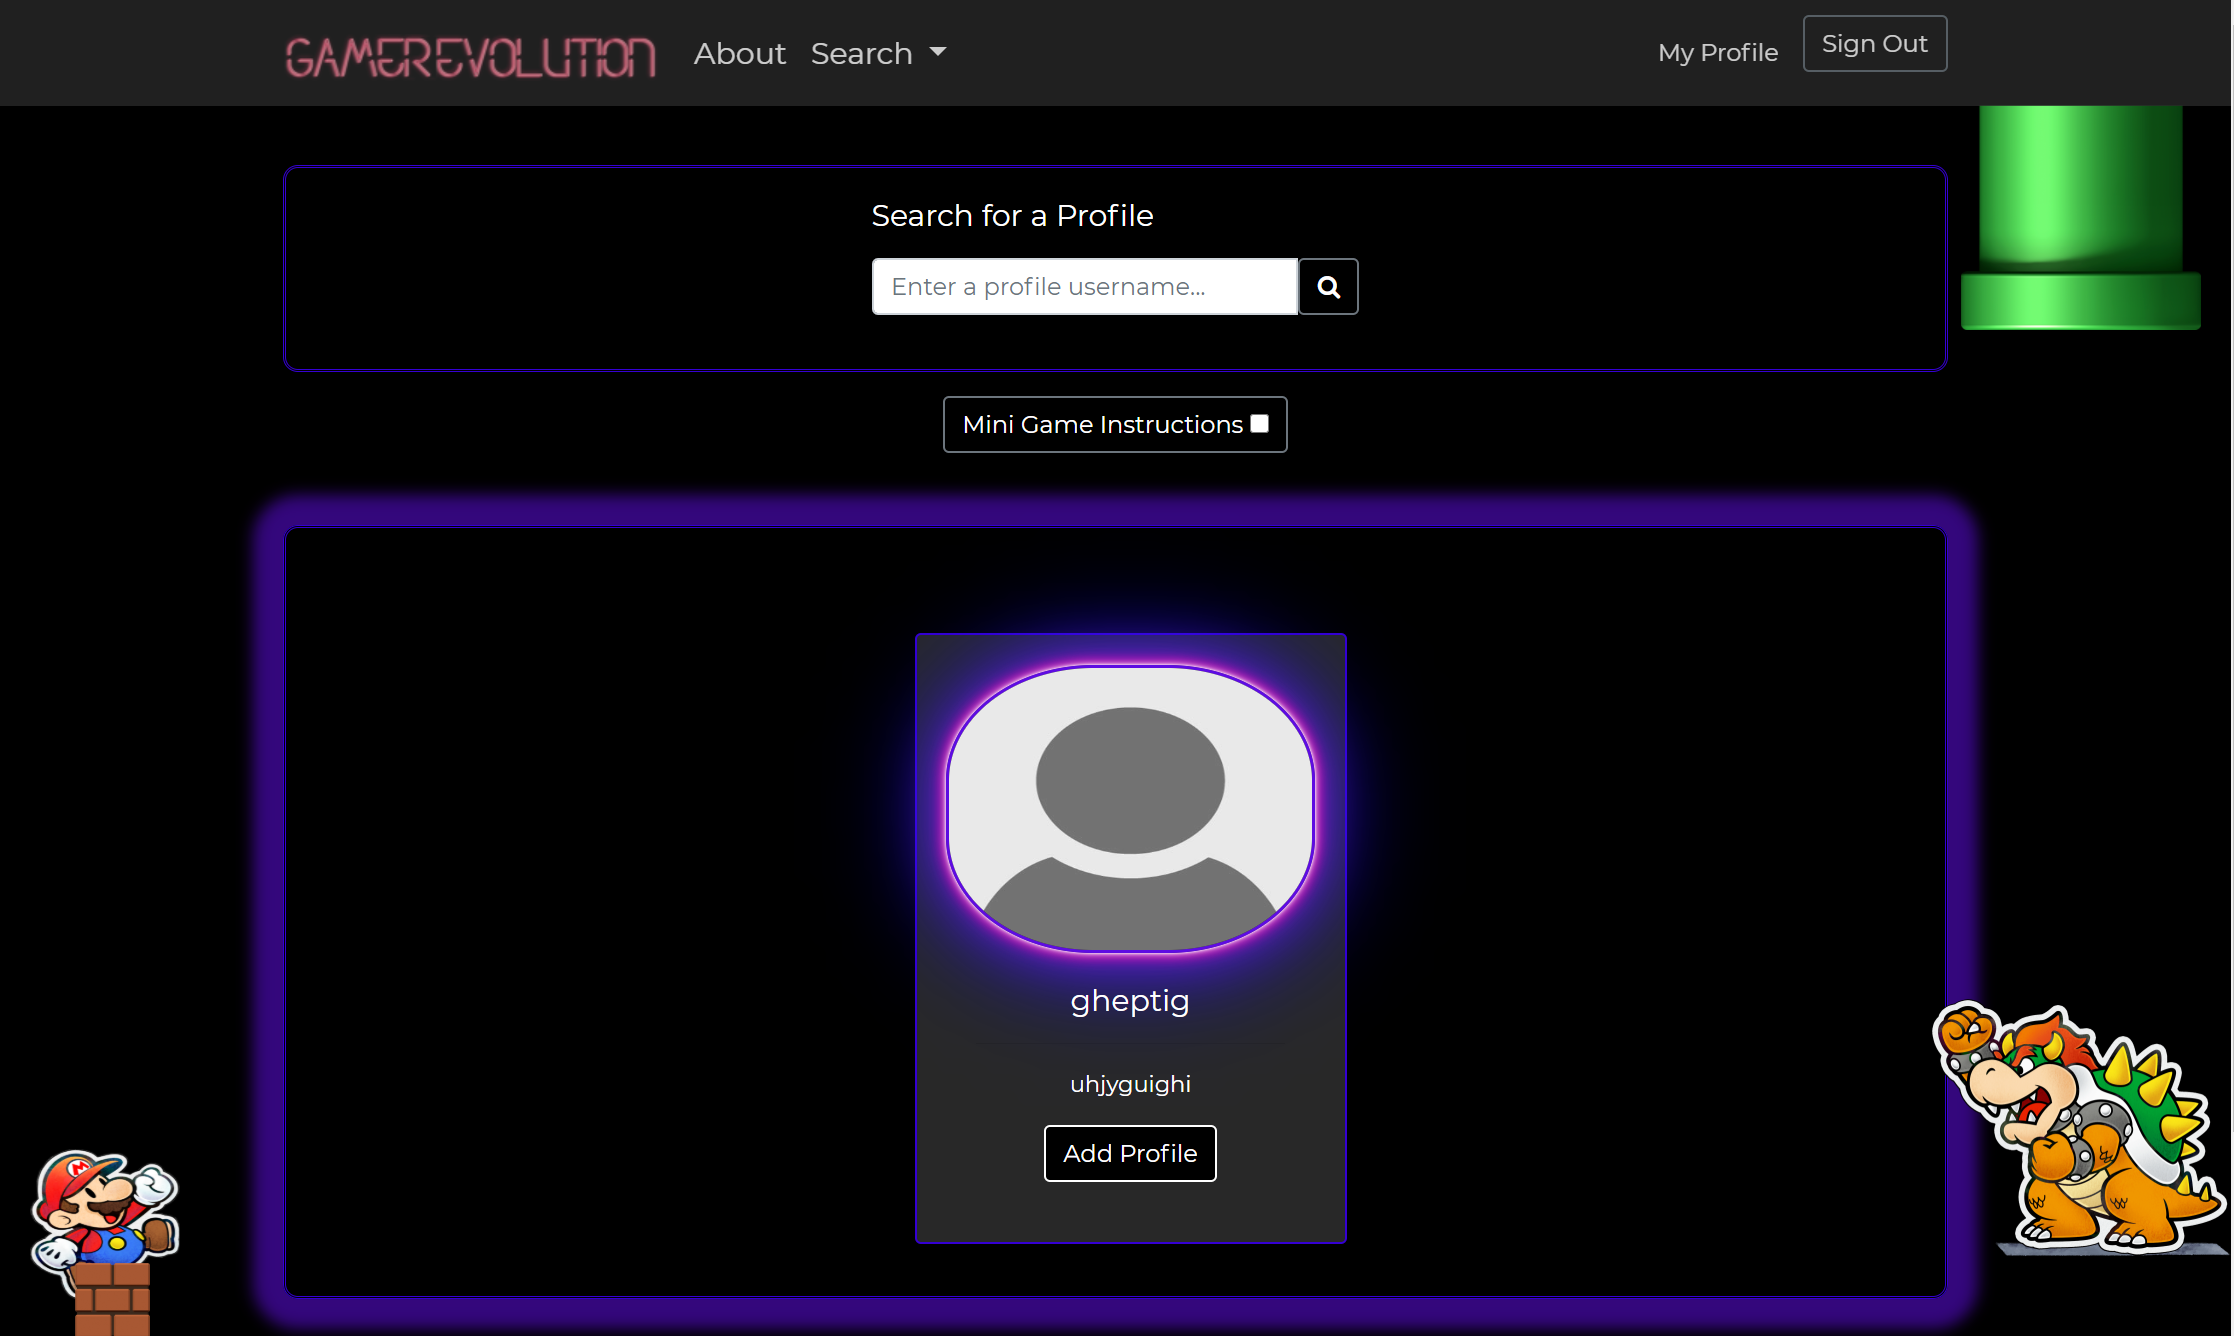 GAMEREVOLUTION About Search My Profile Sign Out
Search for a Profile
Enter a profile username...
Mini Game Instructions
gheptig
uhjyguighi
Add Profile
M